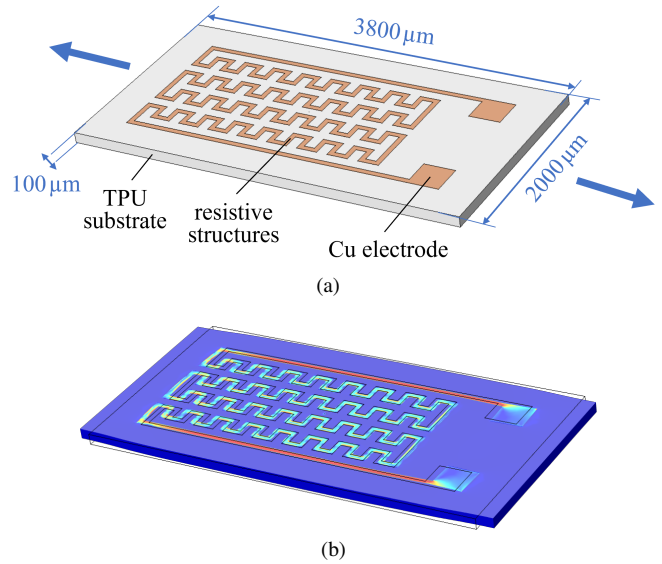 3800 μm
2000 μm
100 μm
TPU
substrate
resistive
structures
Cu electrode
(a)
(b)